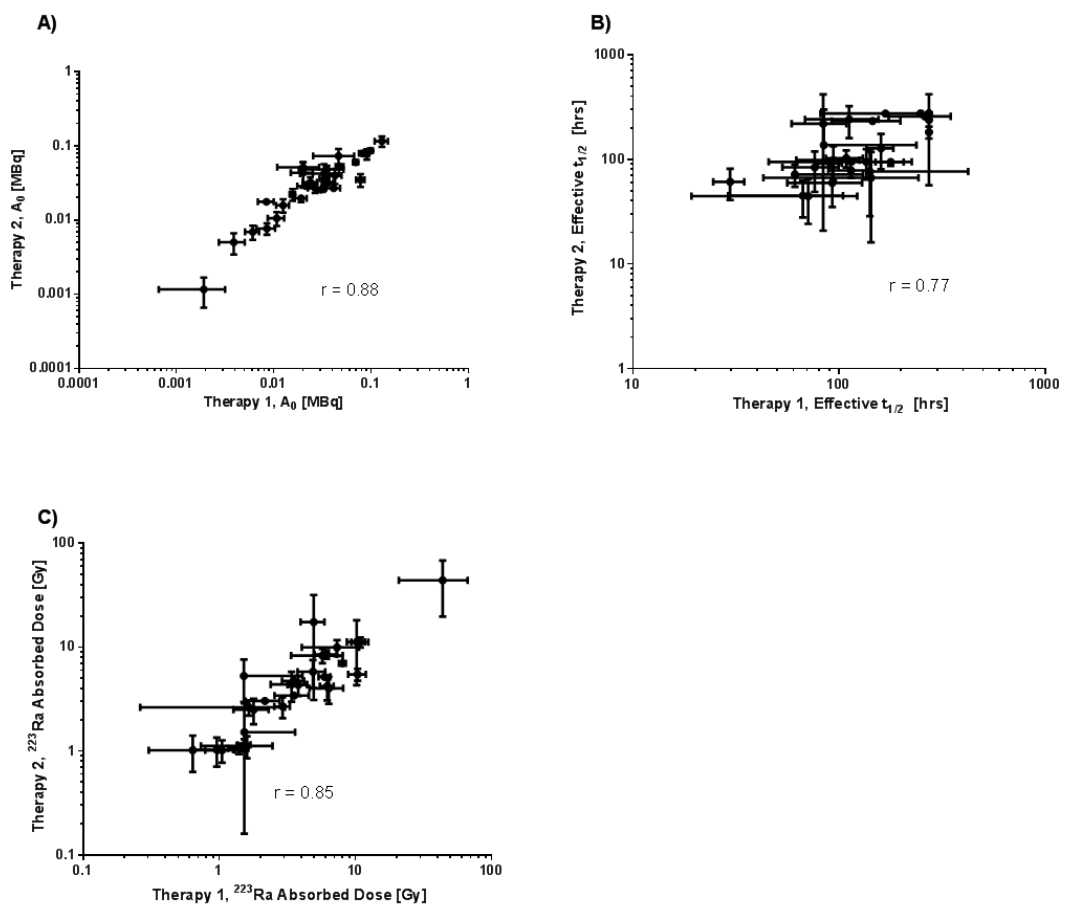 A)
1
0.1
0.01
0.001
0.0001
Therapy 2, A₀ [MBq]
r = 0.88
0.0001 0.001 0.01 0.1 1
Therapy 1, A₀ [MBq]
B)
1000
100
10
1
Therapy 2, Effective t₁/₂ [hrs]
r = 0.77
10 100 1000
Therapy 1, Effective t₁/₂ [hrs]
C)
100
10
1
0.1
Therapy 2, ²²³Ra Absorbed Dose [Gy]
r = 0.85
0.1 1 10 100
Therapy 1, ²²³Ra Absorbed Dose [Gy]